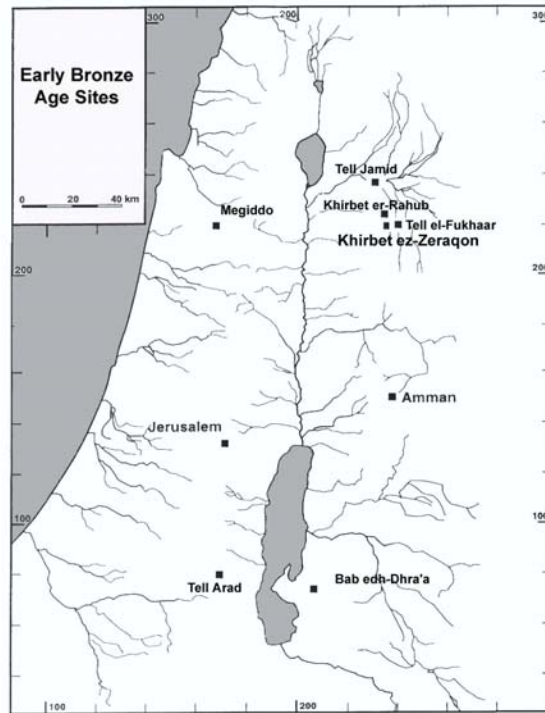 300
200
300
Early Bronze
Age Sites
0 20 40 km
Tell Jamid
Khirbet er-Rahub
Megiddo
Tell el-Fukhaar
Khirbet ez-Zeraqon
200
Amman
Jerusalem
100
100
Tell Arad
Bab edh-Dhra'a
100
200